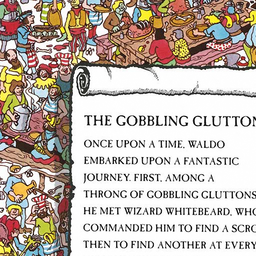 THE GOBBLING GLUTTON
ONCE UPON A TIME, WALDO
EMBARKED UPON A FANTASTIC
JOURNEY. FIRST, AMONG A
THRONG OF GOBBLING GLUTTONS
HE MET WIZARD WHITEBEARD, WHO
COMMANDED HIM TO FIND A SCRO
THEN TO FIND ANOTHER AT EVERY